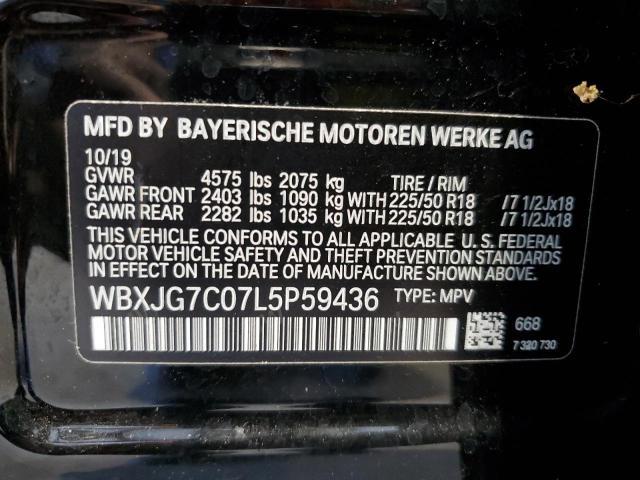 MFD BY BAYERISCHE MOTOREN WERKE AG
10/19
GVWR 4575 lbs 2075 kg TIRE / RIM
GAWR FRONT 2403 lbs 1090 kg WITH 225/50 R18 /7 1/2Jx18
GAWR REAR 2282 lbs 1035 kg WITH 225/50 R18 /7 1/2Jx18
THIS VEHICLE CONFORMS TO ALL APPLICABLE U.S. FEDERAL
MOTOR VEHICLE SAFETY AND THEFT PREVENTION STANDARDS
IN EFFECT ON THE DATE OF MANUFACTURE SHOWN ABOVE.
WBXJG7C07L5P59436 TYPE: MPV
668
7 320 730